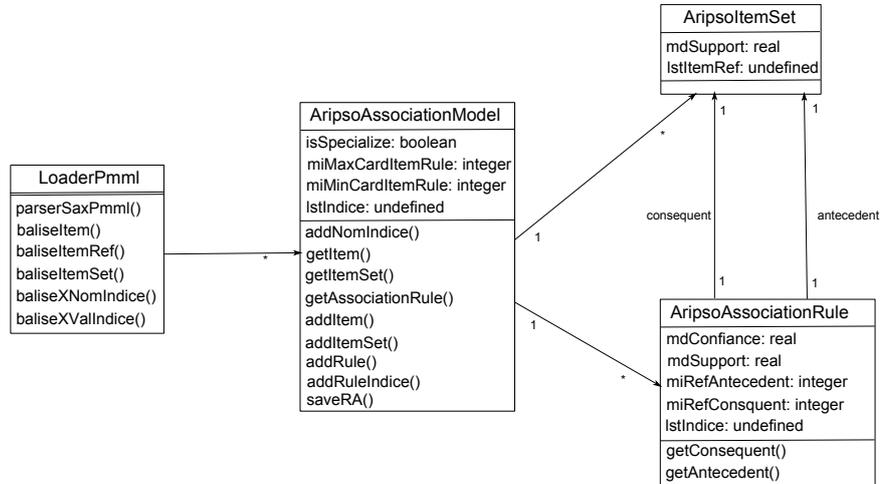 AripsoItemSet
mdSupport: real
lstItemRef: undefined
AripsoAssociationModel
isSpecialize: boolean
miMaxCardItemRule: integer
miMinCardItemRule: integer
lstIndice: undefined
addNomIndice()
getItem()
getItemSet()
getAssociationRule()
addItem()
addItemSet()
addRule()
addRuleIndice()
saveRA()
LoaderPmml
parserSaxPmml()
baliseItem()
baliseItemRef()
baliseItemSet()
baliseXNomIndice()
baliseXValIndice()
*
1
*
1
*
1
1
consequent
antecedent
1
1
AripsoAssociationRule
mdConfiance: real
mdSupport: real
miRefAntecedent: integer
miRefConsquent: integer
lstIndice: undefined
getConsequent()
getAntecedent()